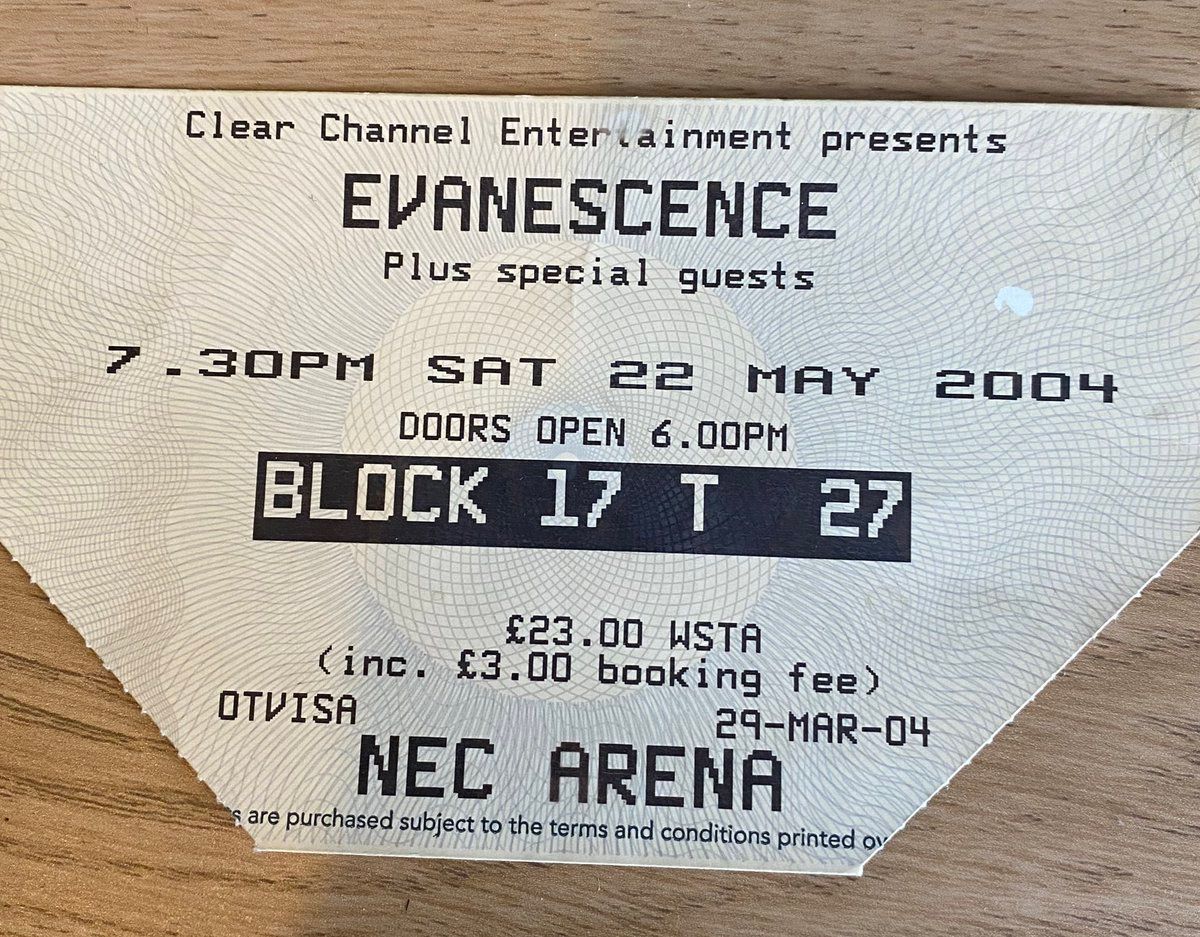 Clear Channel Entertainment presents
EVANESCENCE
Plus special guests
7.30PM SAT 22 MAY 2004
DOORS OPEN 6.00PM
BLOCK 17 T 27
£23.00 WSTA
(inc. £3.00 booking fee)
OTVISA 29-MAR-04
NEC ARENA
s are purchased subject to the terms and conditions printed ov